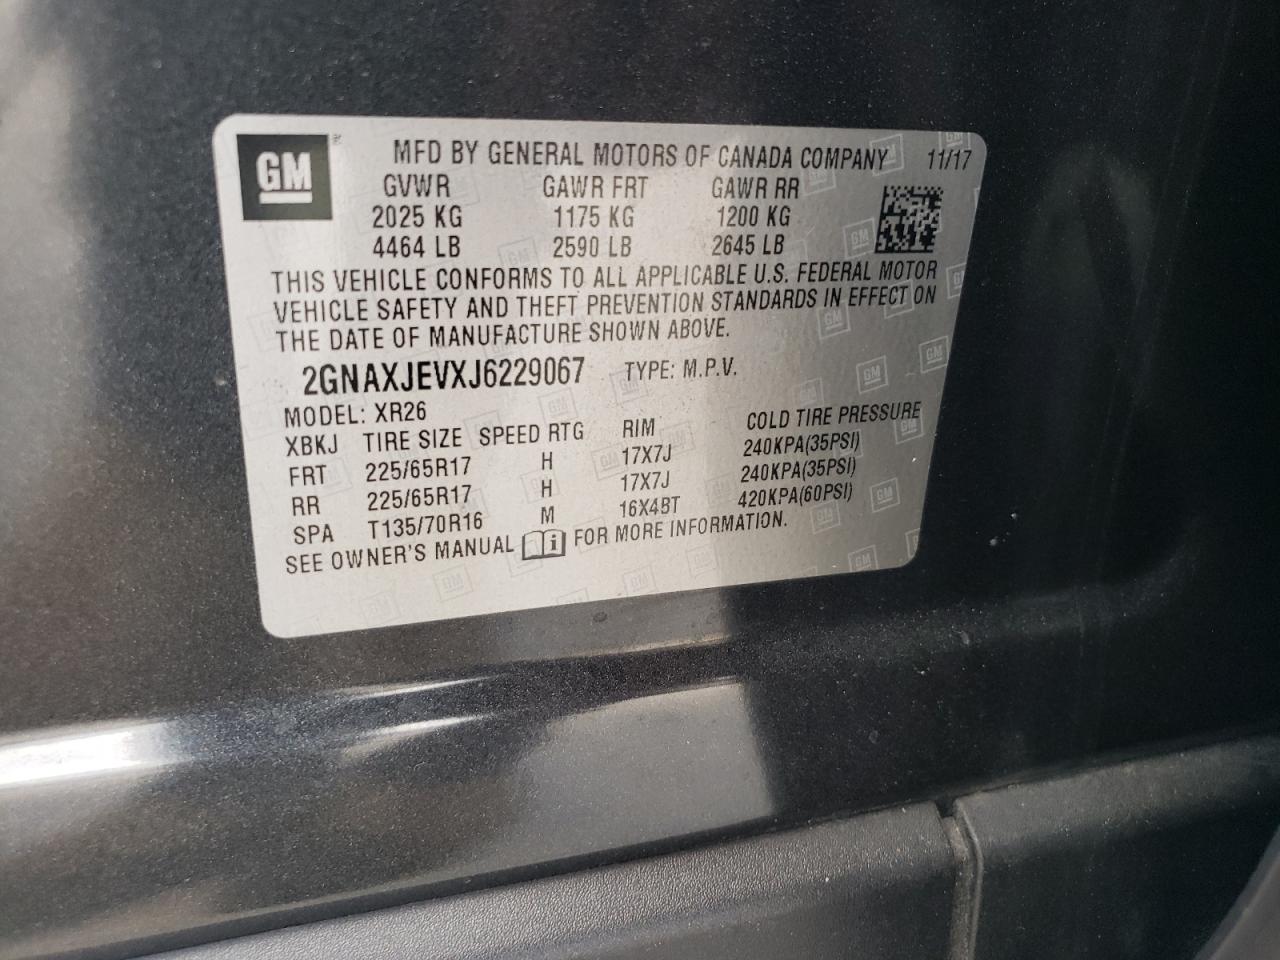 GM
MFD BY GENERAL MOTORS OF CANADA COMPANY 11/17
GVWR GAWR FRT GAWR RR
2025 KG 1175 KG 1200 KG
4464 LB 2590 LB 2645 LB
THIS VEHICLE CONFORMS TO ALL APPLICABLE U.S. FEDERAL MOTOR
VEHICLE SAFETY AND THEFT PREVENTION STANDARDS IN EFFECT ON
THE DATE OF MANUFACTURE SHOWN ABOVE.
2GNAXJEVXJ6229067 TYPE: M.P.V.
MODEL: XR26
XBKJ TIRE SIZE SPEED RTG RIM COLD TIRE PRESSURE
FRT 225/65R17 H 17X7J 240KPA(35PSI)
RR 225/65R17 H 17X7J 240KPA(35PSI)
SPA T135/70R16 M 16X4BT 420KPA(60PSI)
SEE OWNER'S MANUAL i FOR MORE INFORMATION.